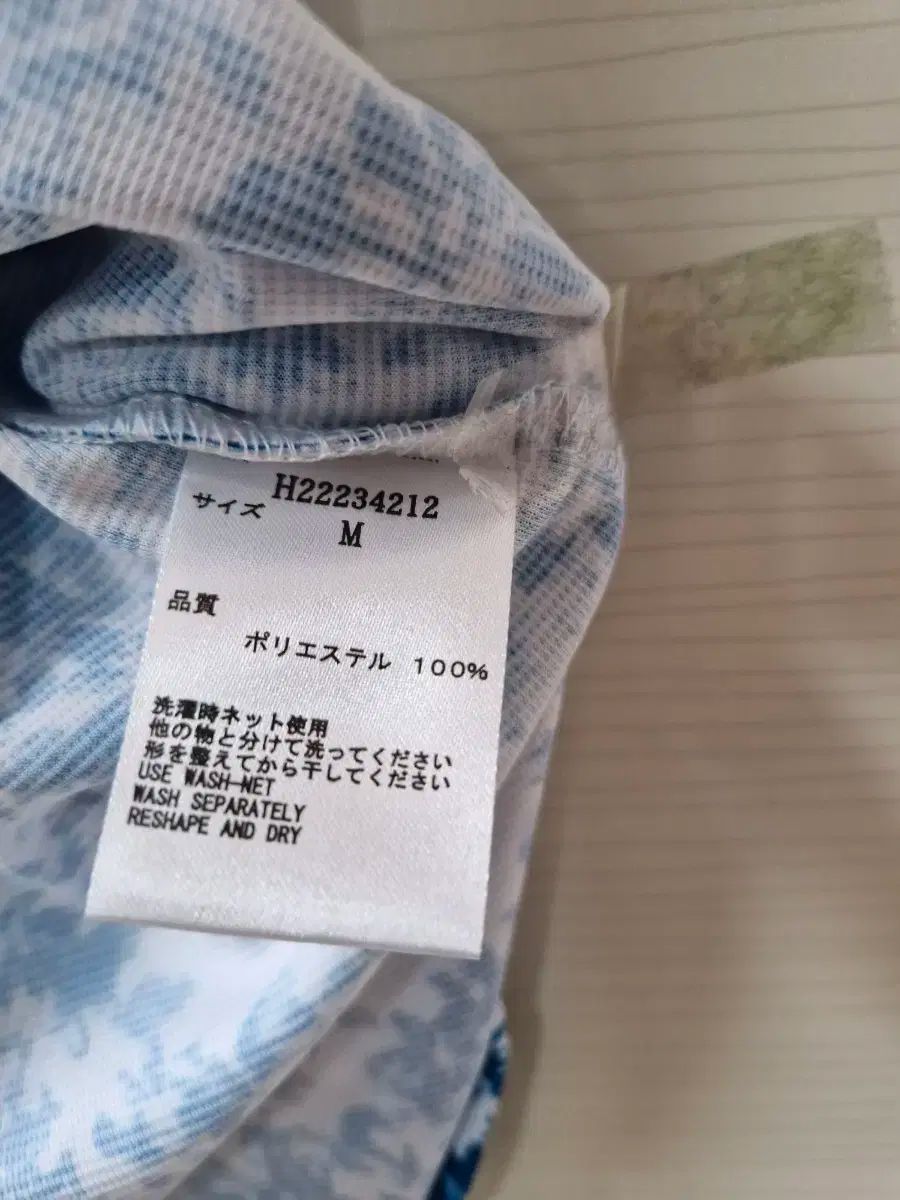 H22234212
サイズ M
品質
ポリエステル 100%
洗濯時ネット使用
他の物と分けて洗ってください
形を整えてから干してください
USE WASH-NET
WASH SEPARATELY
RESHAPE AND DRY